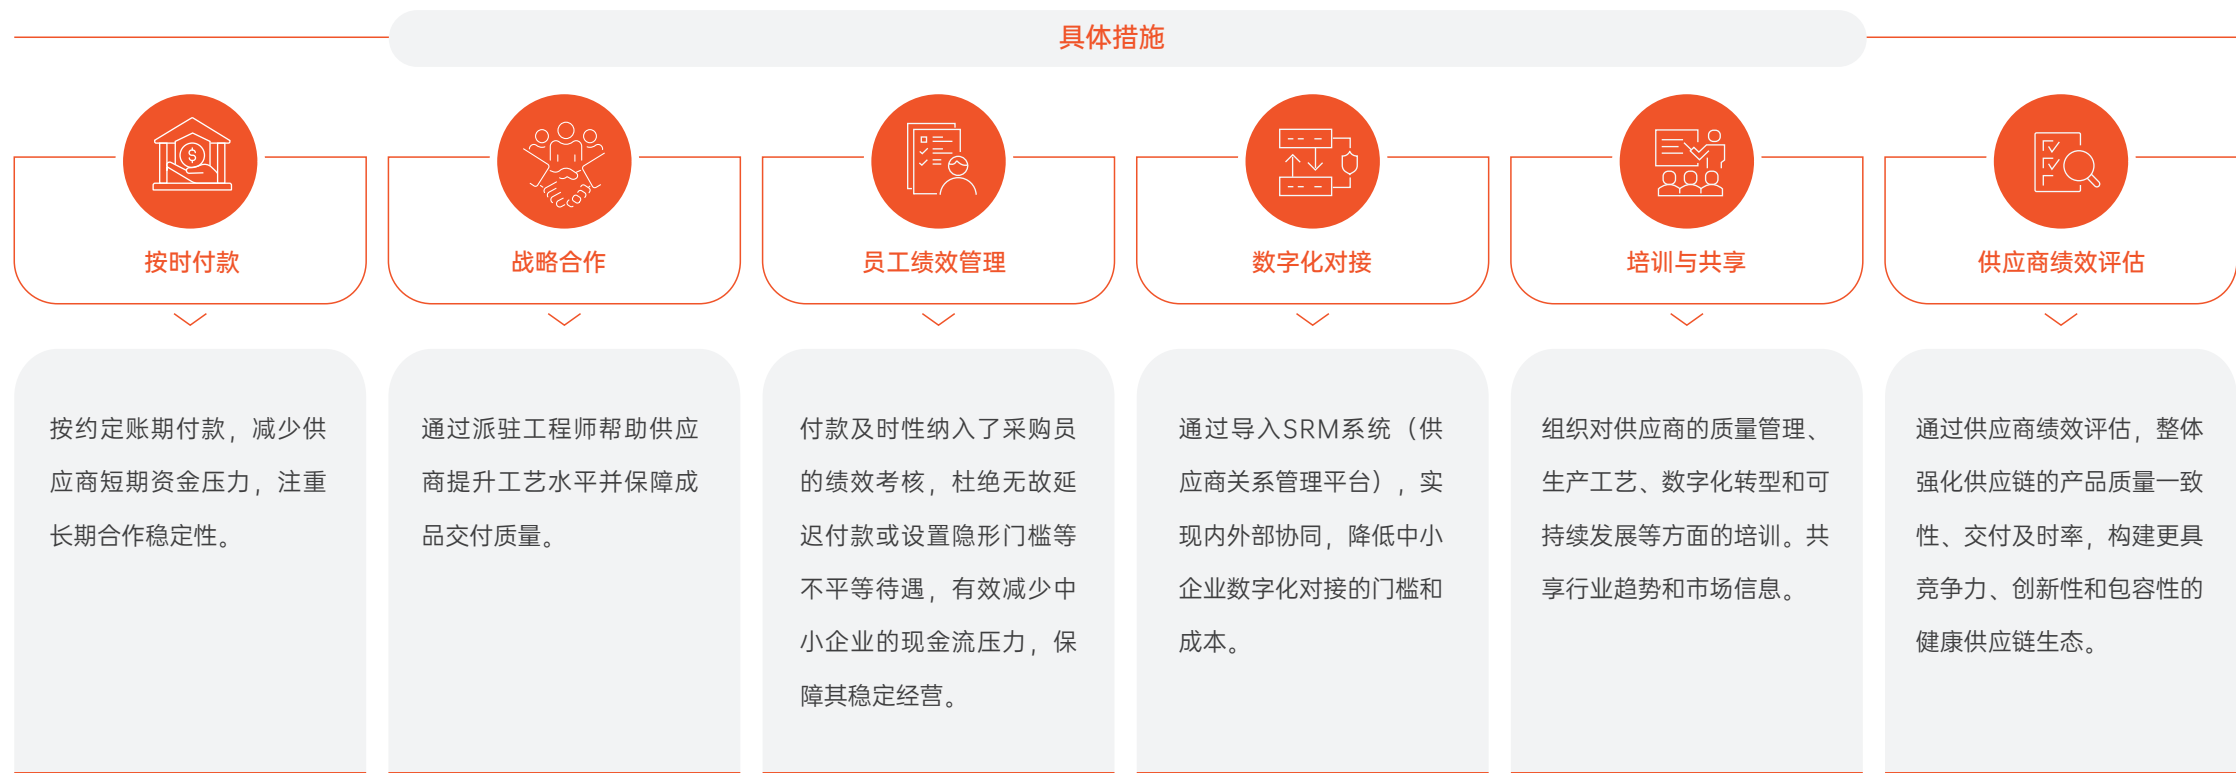 具体措施
按时付款
按约定账期付款，减少供
应商短期资金压力，注重
长期合作稳定性。
战略合作
通过派驻工程师帮助供应
商提升工艺水平并保障成
品交付质量。
员工绩效管理
付款及时性纳入了采购员
的绩效考核，杜绝无故延
迟付款或设置隐形门槛等
不平等待遇，有效减少中
小企业的现金流压力，保
障其稳定经营。
数字化对接
通过导入SRM系统（供
应商关系管理平台），实
现内外部协同，降低中小
企业数字化对接的门槛和
成本。
培训与共享
组织对供应商的质量管理、
生产工艺、数字化转型和可
持续发展等方面的培训。共
享行业趋势和市场信息。
供应商绩效评估
通过供应商绩效评估，整体
强化供应链的产品质量一致
性、交付及时率，构建更具
竞争力、创新性和包容性的
健康供应链生态。